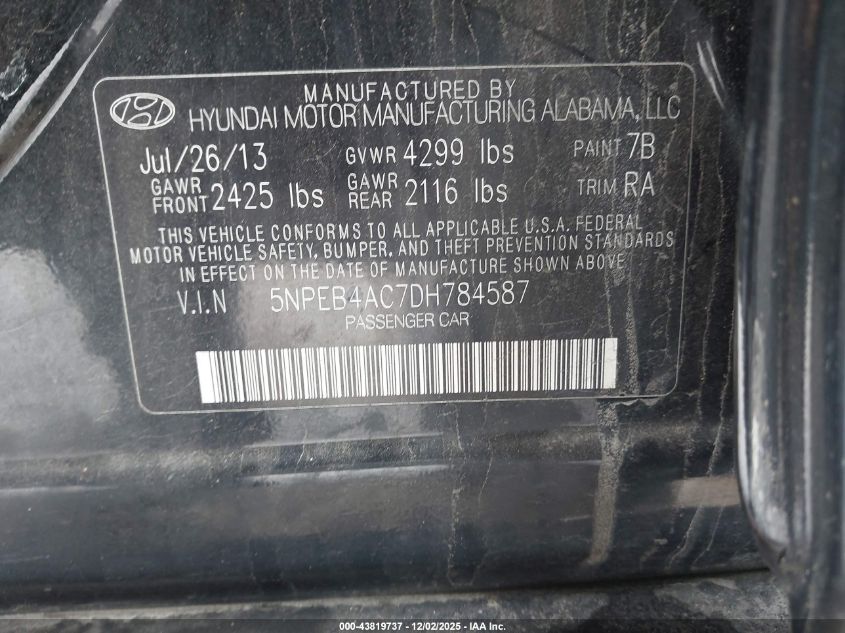 MANUFACTURED BY
HYUNDAI MOTOR MANUFACTURING ALABAMA, LLC
Jul/26/13 GVWR 4299 lbs PAINT 7B
GAWR FRONT 2425 lbs GAWR REAR 2116 lbs TRIM RA
THIS VEHICLE CONFORMS TO ALL APPLICABLE U.S.A. FEDERAL
MOTOR VEHICLE SAFETY, BUMPER, AND THEFT PREVENTION STANDARDS
IN EFFECT ON THE DATE OF MANUFACTURE SHOWN ABOVE
V.I.N 5NPEB4AC7DH784587
PASSENGER CAR
000-43819737 - 12/02/2025 - IAA Inc.